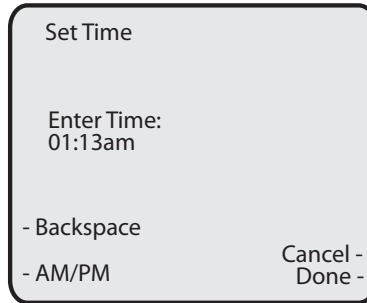 Set Time
Enter Time:
01:13am
- Backspace
Cancel -
- AM/PM
Done -